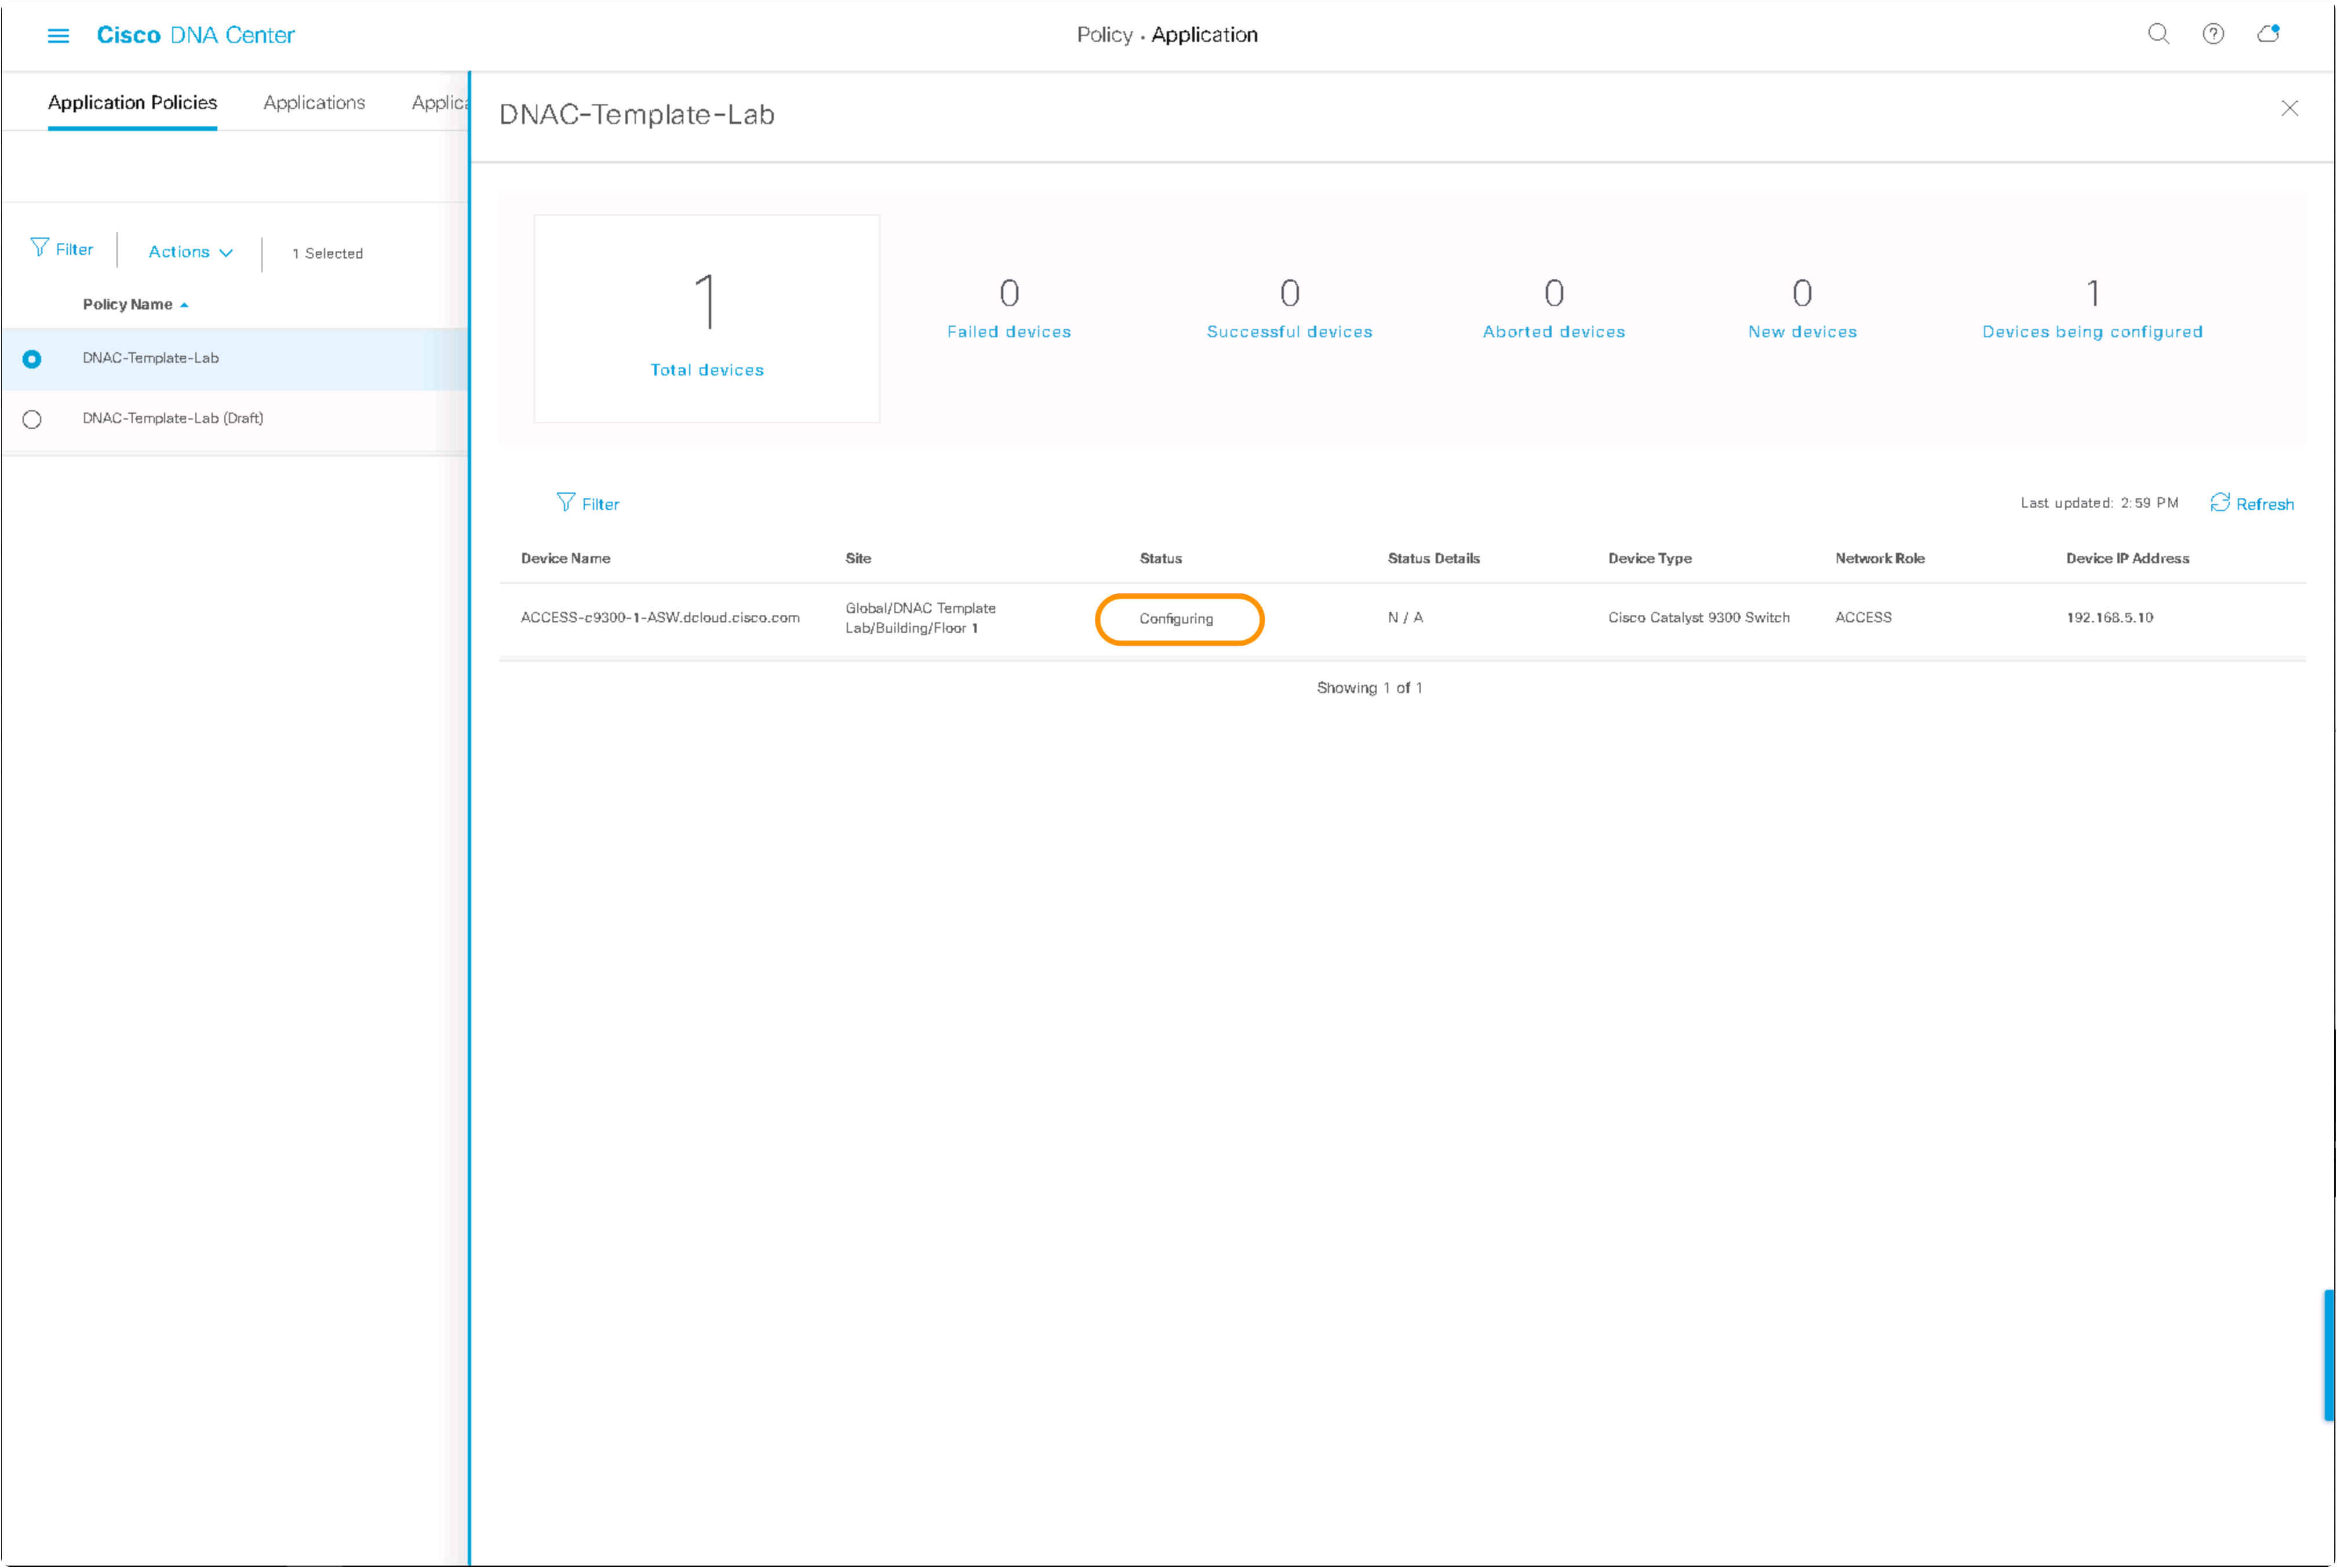 Cisco DNA Center
Policy · Application
Application Policies Applications Applica
DNAC-Template-Lab
Filter Actions 1 Selected
Policy Name
DNAC-Template-Lab
DNAC-Template-Lab (Draft)
1
Total devices
0
Failed devices
0
Successful devices
0
Aborted devices
0
New devices
1
Devices being configured
Filter
Last updated: 2:59 PM Refresh
Device Name Site Status Status Details Device Type Network Role Device IP Address
ACCESS-c9300-1-ASW.dcloud.cisco.com
Global/DNAC Template
Lab/Building/Floor 1
Configuring
N / A
Cisco Catalyst 9300 Switch
ACCESS
192.168.5.10
Showing 1 of 1